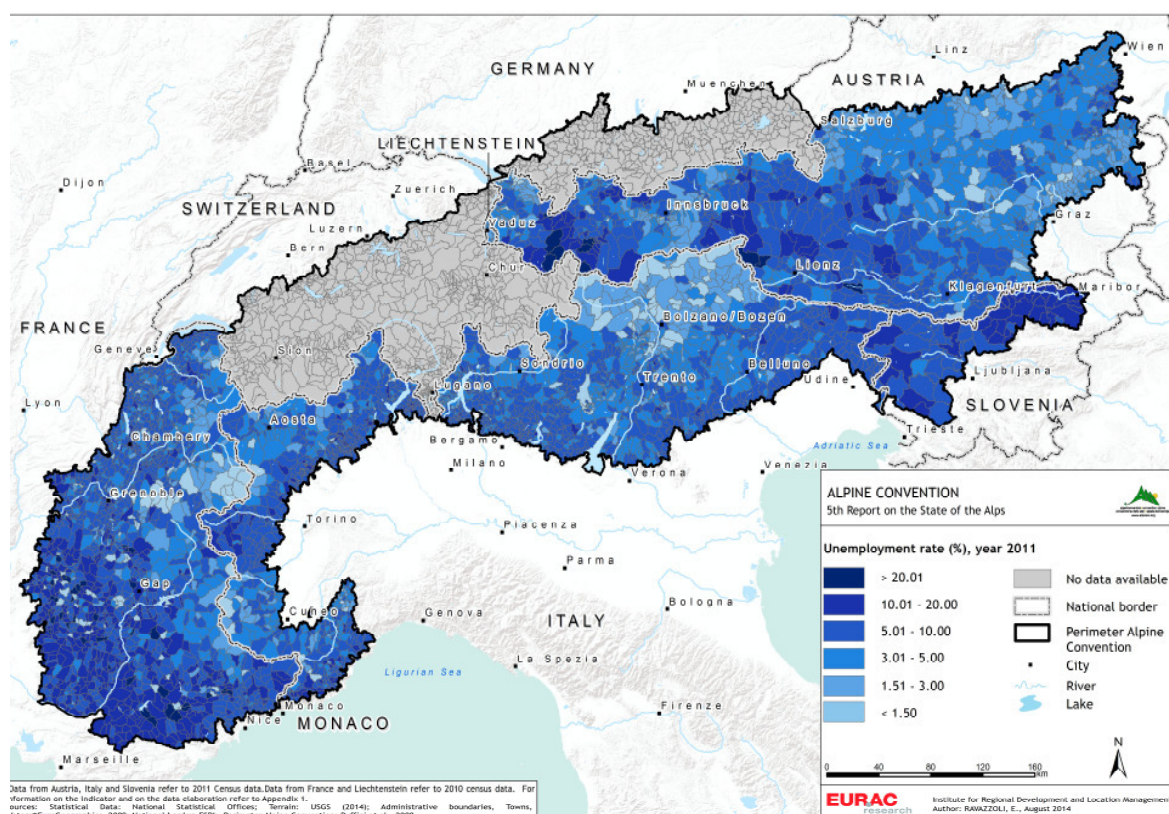 Wien
Linz
GERMANY
Muenchen
AUSTRIA
Salzburg
LIECHTENSTEIN
Basel
Dijon
Zuerich
SWITZERLAND
Innsbruck
Vaduz
Graz
Luzern
Bern
Chur
Lienz
Klagenfurt
Maribor
FRANCE
Bolzano/Bozen
Geneve
Sion
Sondrio
Ljubljana
Belluno
Lugano
Trento
Udine
SLOVENIA
Lyon
Aosta
Trieste
Chambery
Bergamo
Adriatic Sea
Milano
Verona
Venezia
Grenoble
Torino
Piacenza
Parma
Gap
Cuneo
Genova
ITALY
Bologna
La Spezia
Ligurian Sea
Monaco
Nice
MONACO
Firenze
Marseille
ALPINE CONVENTION
5th Report on the State of the Alps
Unemployment rate (%), year 2011
> 20.01
10.01 - 20.00
5.01 - 10.00
3.01 - 5.00
1.51 - 3.00
< 1.50
No data available
National border
Perimeter Alpine
Convention
City
River
Lake
N
0 40 80 120 160
km
EURAC
research
Institute for Regional Development and Location Management
Author: RAVAZZOLI, E., August 2014
Data from Austria, Italy and Slovenia refer to 2011 Census data.Data from France and Liechtenstein refer to 2010 census data. For
information on the indicator and on the data elaboration refer to Appendix 1.
ources: Statistical Data: National Statistical Offices; Terrain: USGS (2014); Administrative boundaries, Towns,